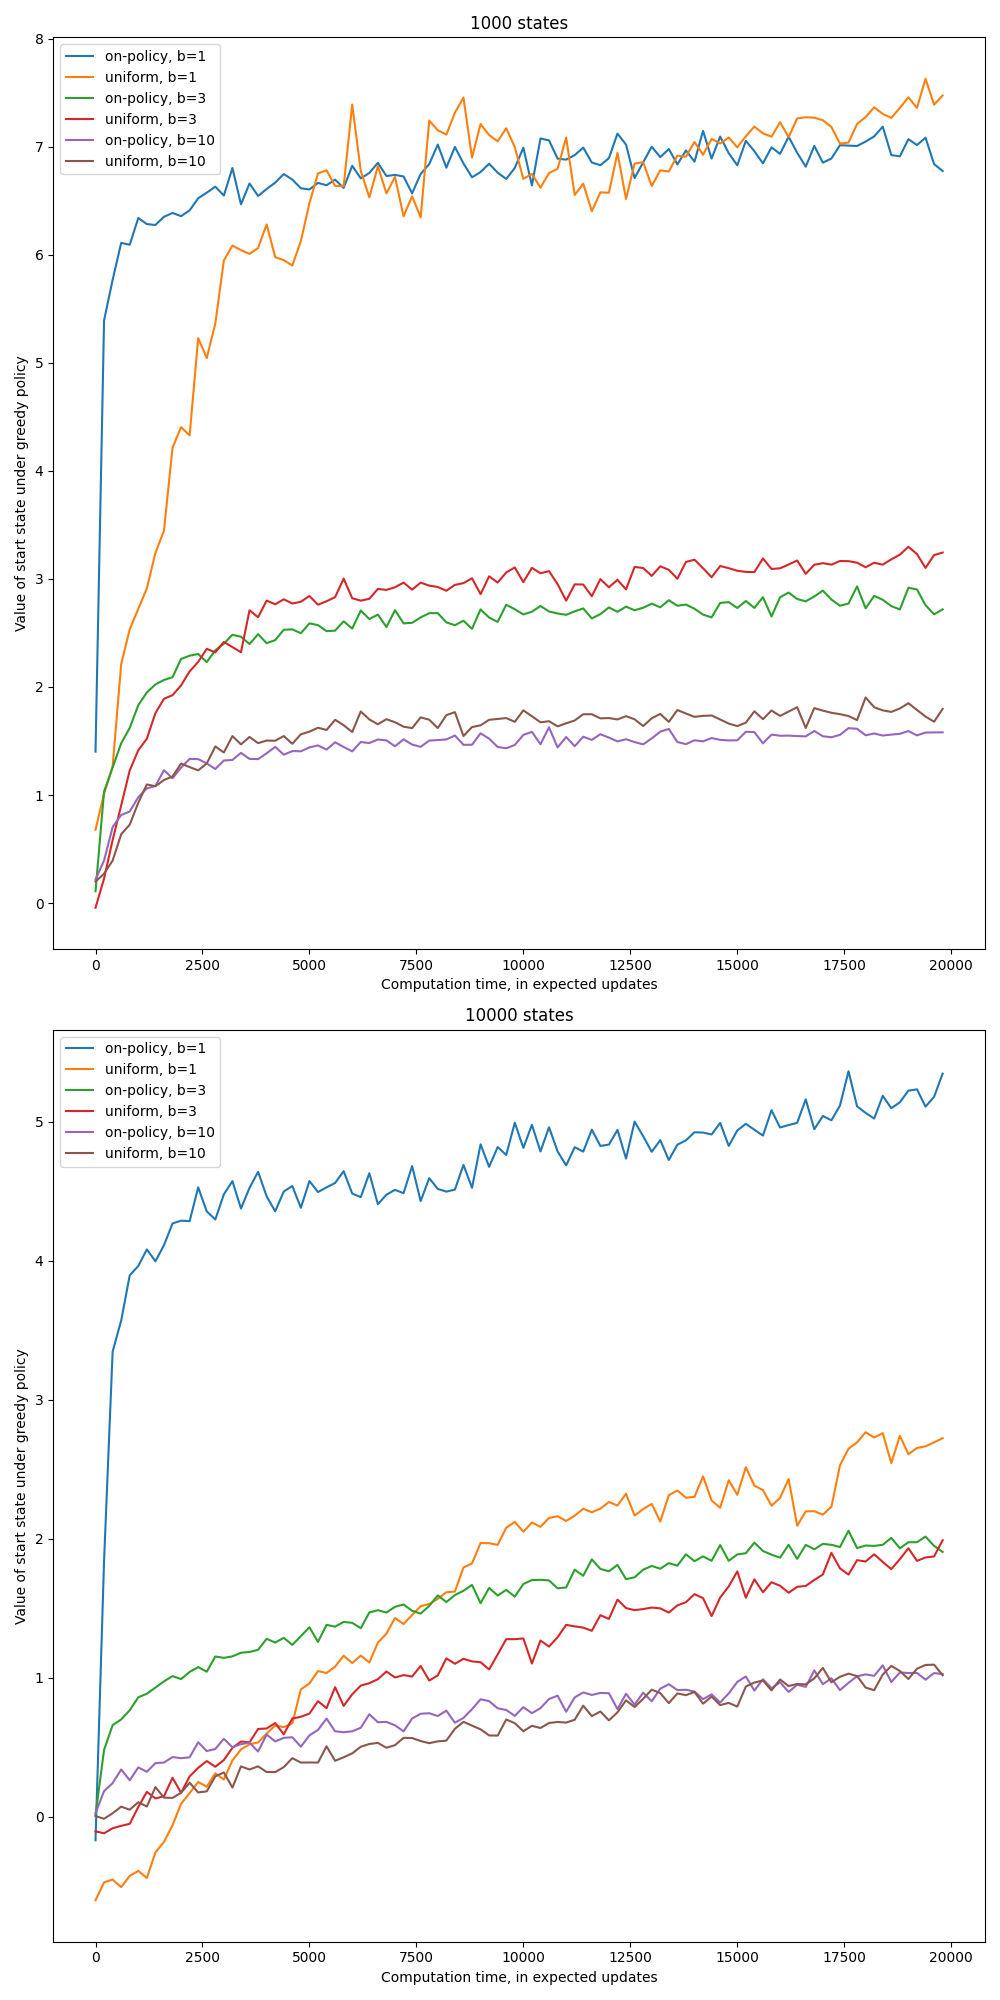 1000 states
8
7
6
5
4
3
2
1
0
Value of start state under greedy policy
on-policy, b=1
uniform, b=1
on-policy, b=3
uniform, b=3
on-policy, b=10
uniform, b=10
0 2500 5000 7500 10000 12500 15000 17500 20000
Computation time, in expected updates
10000 states
5
4
3
2
1
0
Value of start state under greedy policy
on-policy, b=1
uniform, b=1
on-policy, b=3
uniform, b=3
on-policy, b=10
uniform, b=10
0 2500 5000 7500 10000 12500 15000 17500 20000
Computation time, in expected updates